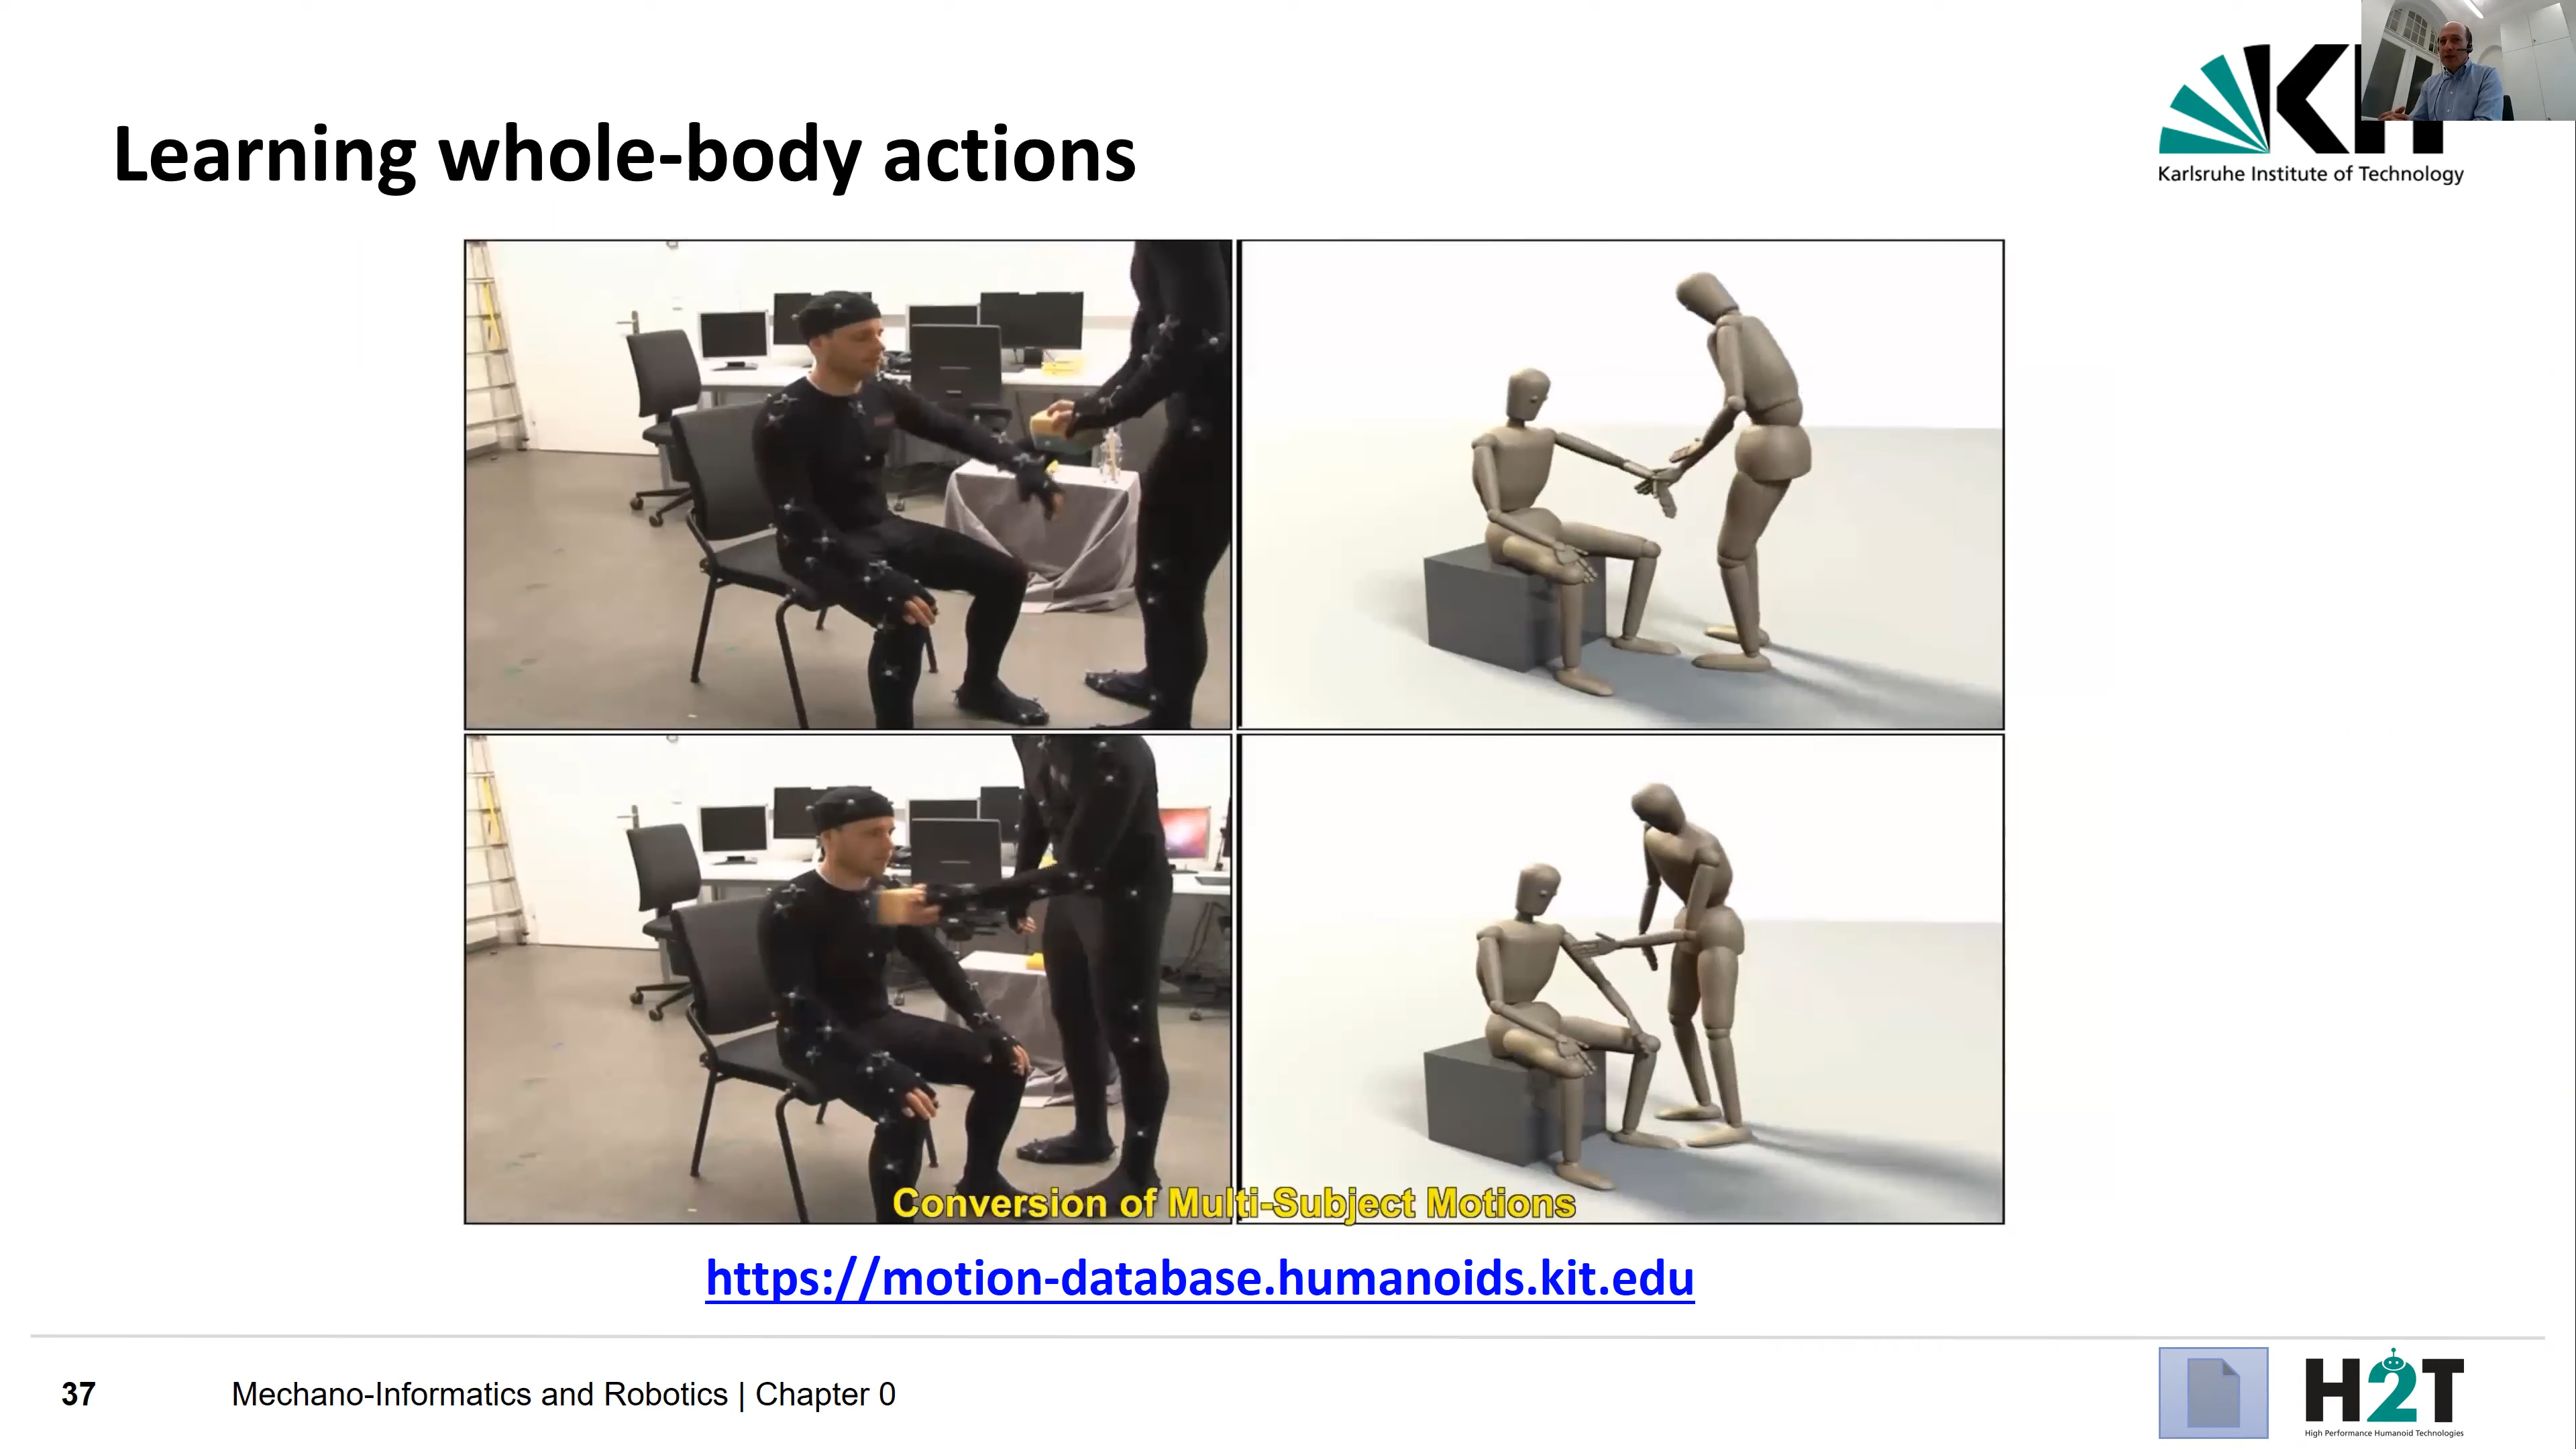 Learning whole-body actions
Karlsruhe Institute of Technology
Conversion of Multi-Subject Motions
https://motion-database.humanoids.kit.edu
37
Mechano-Informatics and Robotics | Chapter 0
H2T
High Performance Humanoid Technologies